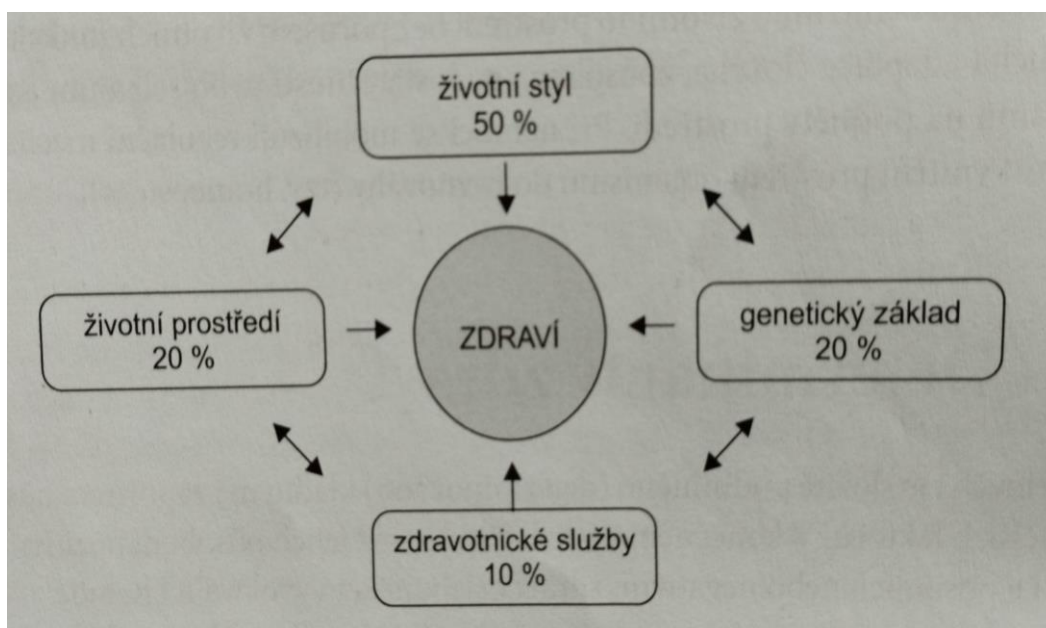 životní styl
50 %
životní prostředí
20 %
ZDRAVÍ
genetický základ
20 %
zdravotnické služby
10 %